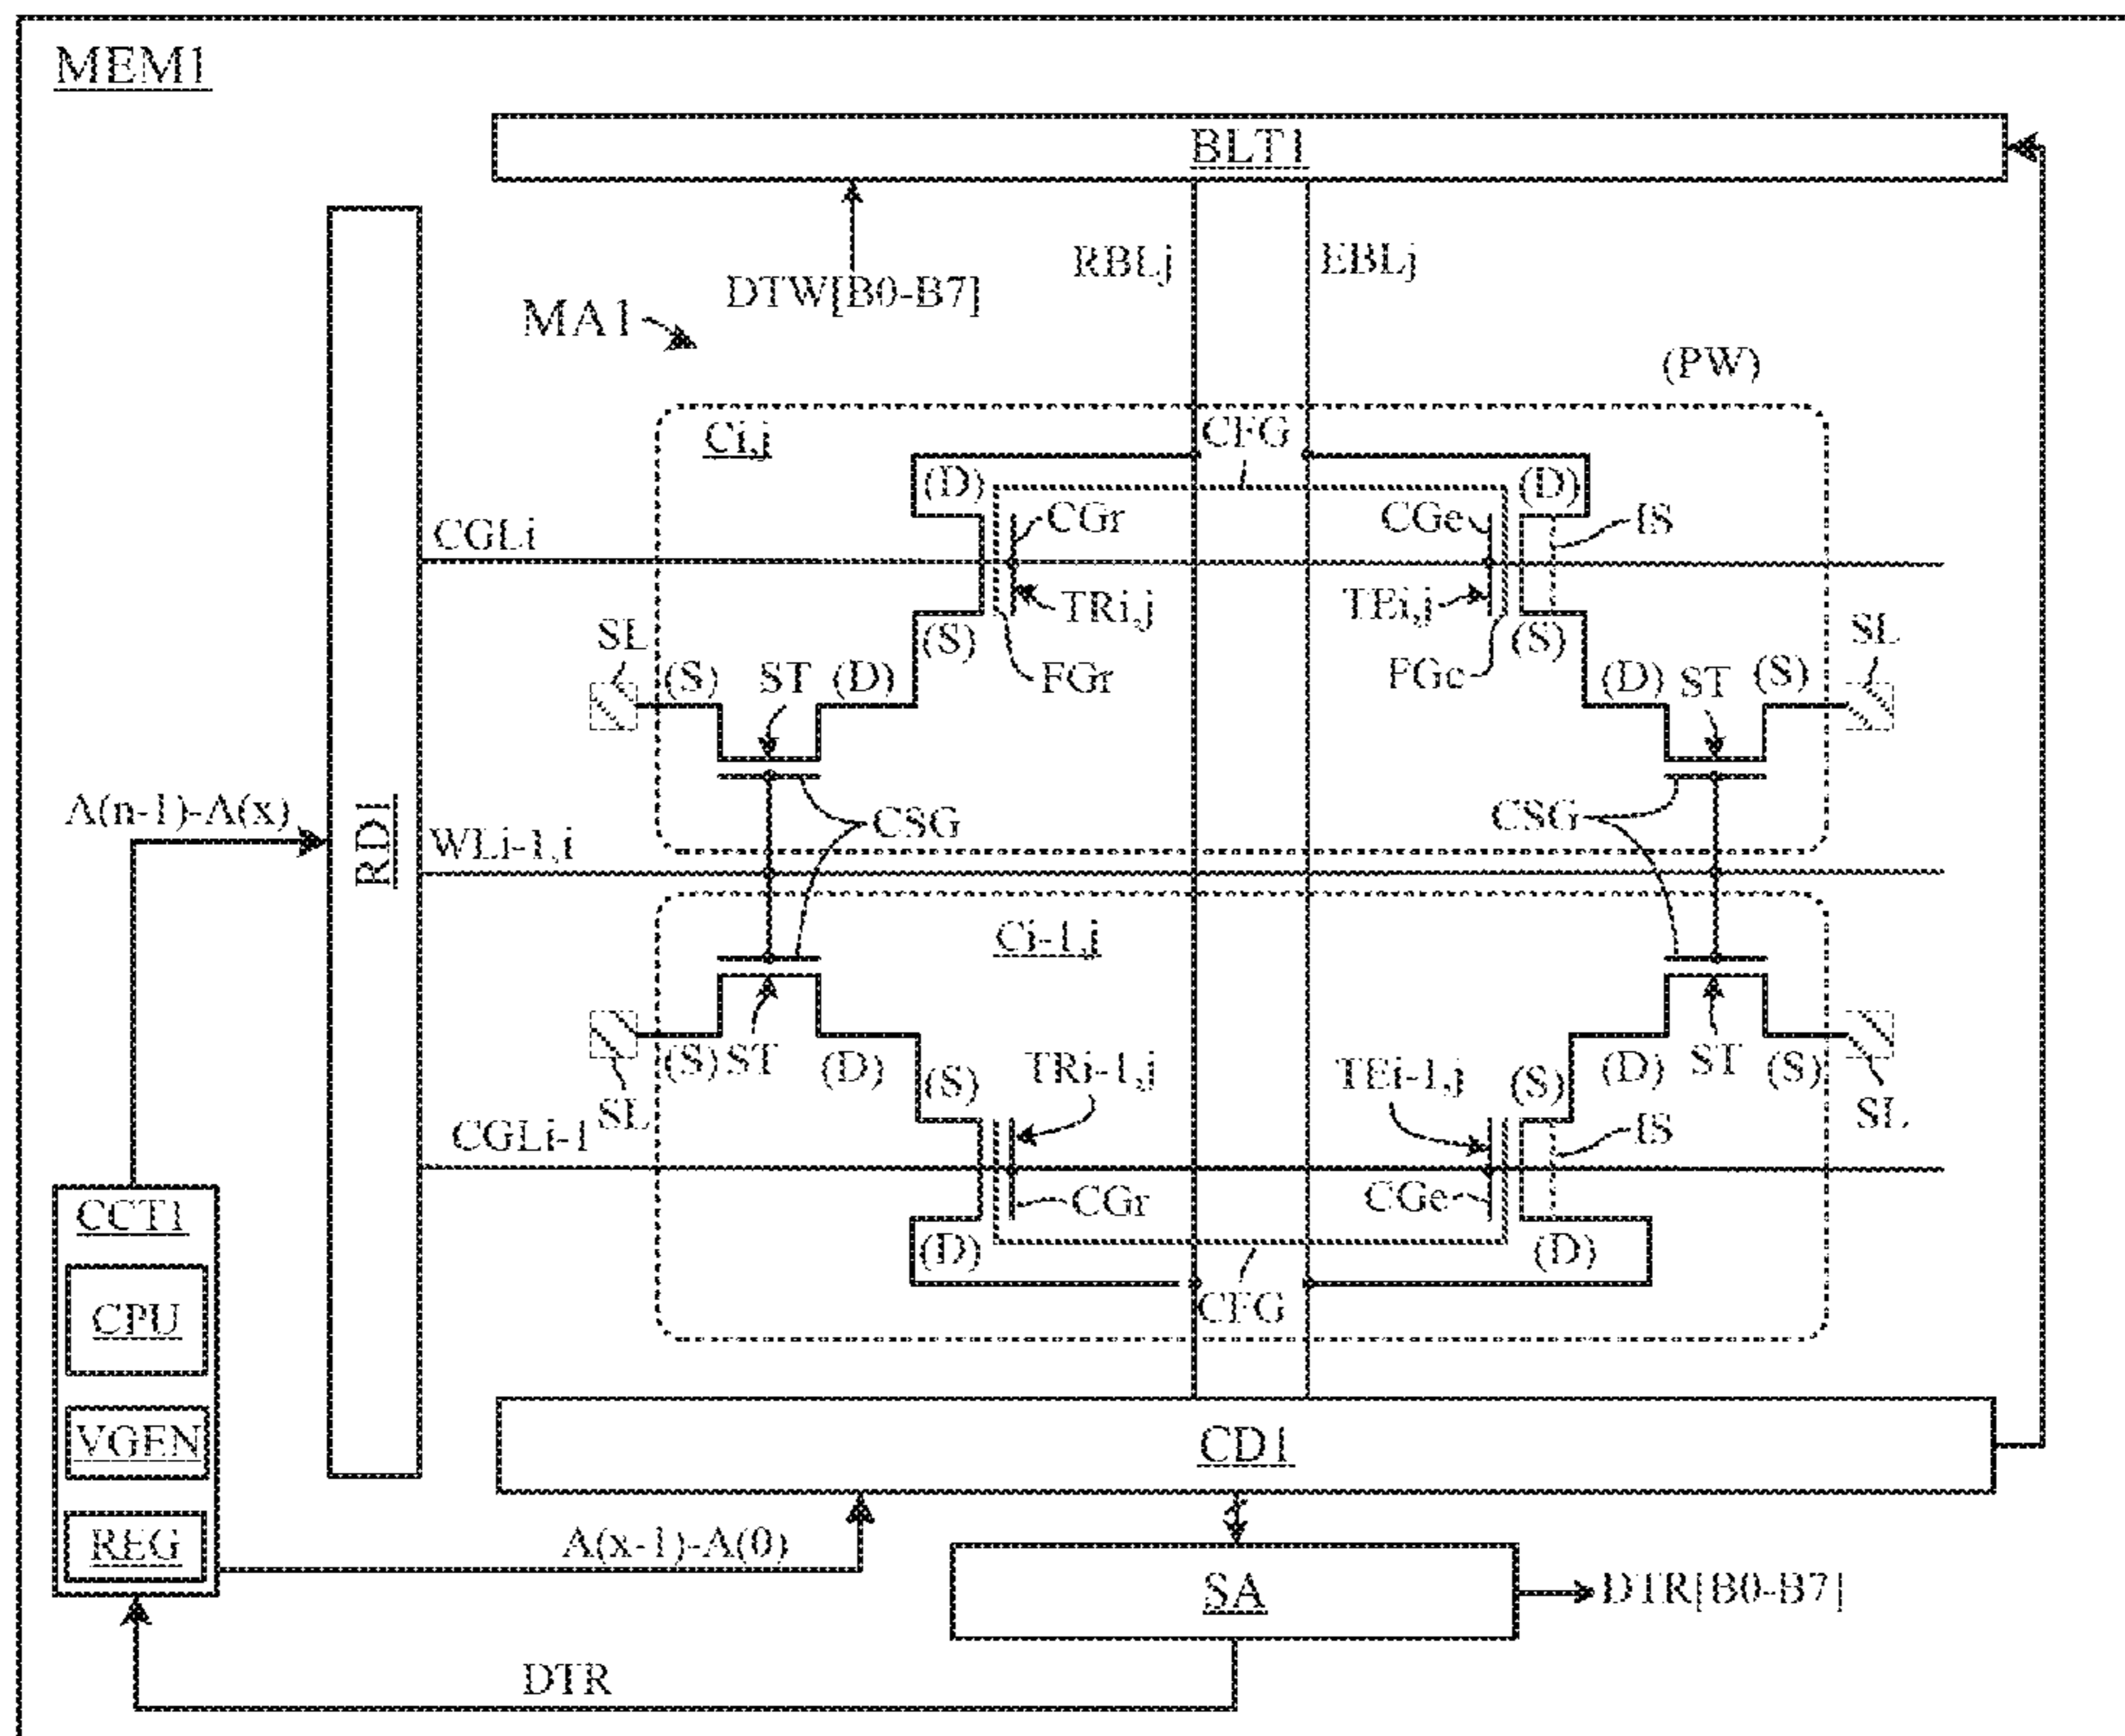 MEM1
BLT1
RBLj
EBLj
DTW[B0-B7]
MA1
(PW)
Ci,j
CFG
(D)
(D)
CGr
CGe
IS
CGLi
TRi,j
TEi,j
SL
(S)
(S)
SL
(S)
ST
(D)
FGr
FGe
(D)
ST
(S)
A(n-1)-A(x)
RD1
WLi-1,i
CSG
CSG
Ci-1,j
(S)
ST
(D)
(S)
TRi-1,j
TEi-1,j
(S)
(D)
ST
(S)
SL
SL
CGLi-1
IS
CGr
CGe
(D)
(D)
CFG
CCT1
CPU
VGEN
REG
CD1
A(x-1)-A(0)
SA
DTR[B0-B7]
DTR